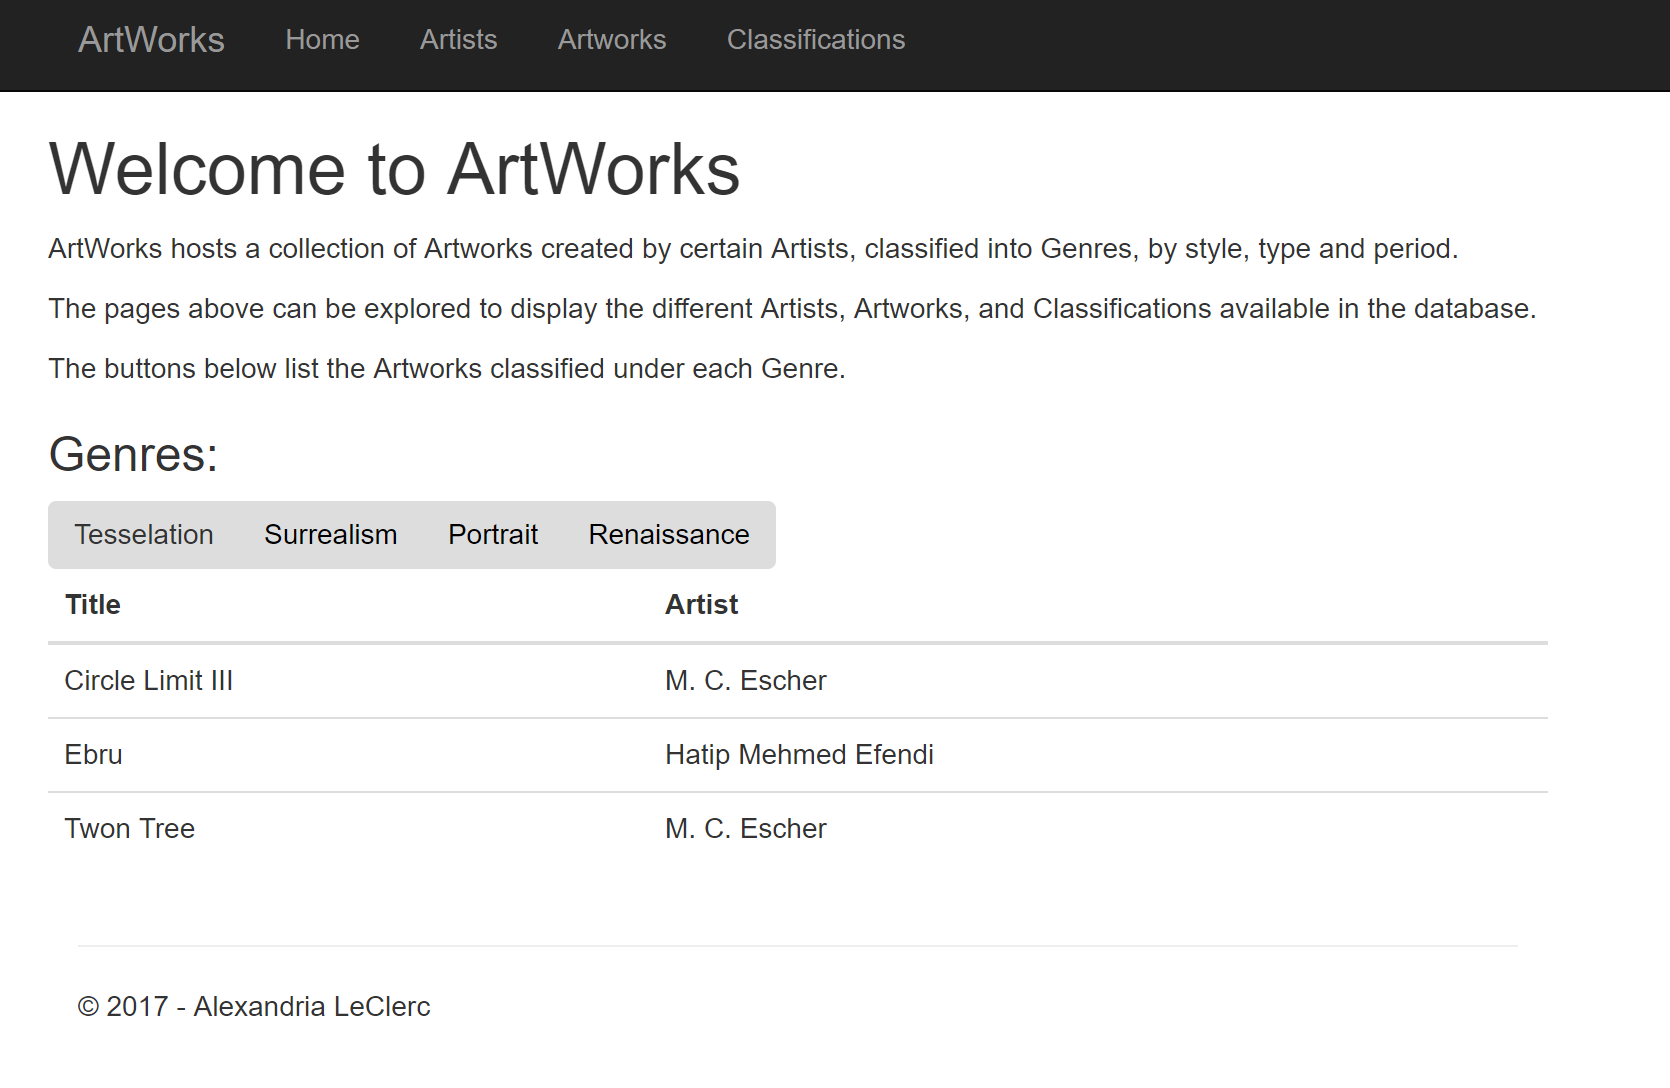 ArtWorks Home Artists Artworks Classifications
Welcome to ArtWorks
ArtWorks hosts a collection of Artworks created by certain Artists, classified into Genres, by style, type and period.
The pages above can be explored to display the different Artists, Artworks, and Classifications available in the database.
The buttons below list the Artworks classified under each Genre.
Genres:
Tesselation Surrealism Portrait Renaissance
Title Artist
Circle Limit III M. C. Escher
Ebru Hatip Mehmed Efendi
Twon Tree M. C. Escher
© 2017 - Alexandria LeClerc